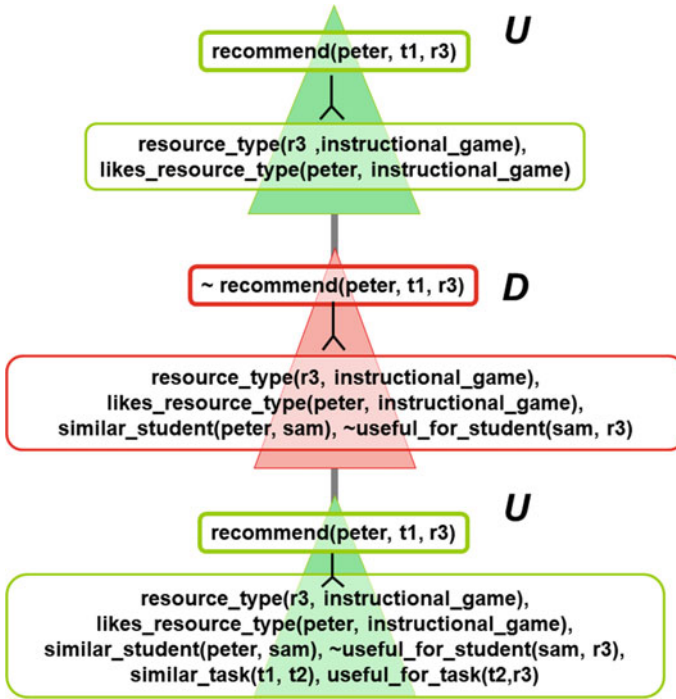 U
recommend(peter, t1, r3)
resource_type(r3 ,instructional_game),
likes_resource_type(peter, instructional_game)
D
~ recommend(peter, t1, r3)
resource_type(r3, instructional_game),
likes_resource_type(peter, instructional_game),
similar_student(peter, sam), ~useful_for_student(sam, r3)
U
recommend(peter, t1, r3)
resource_type(r3, instructional_game),
likes_resource_type(peter, instructional_game),
similar_student(peter, sam), ~useful_for_student(sam, r3),
similar_task(t1, t2), useful_for_task(t2,r3)